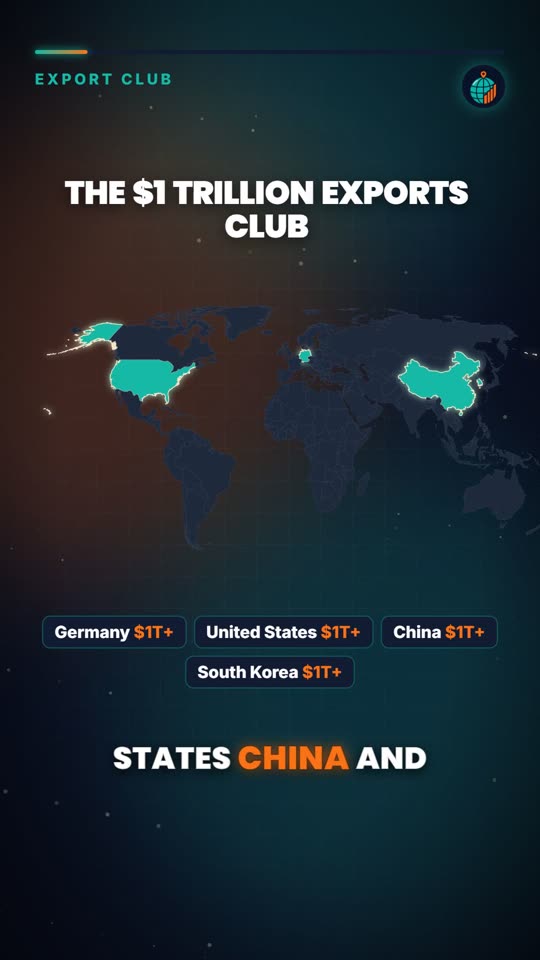 EXPORT CLUB
THE $1 TRILLION EXPORTS
CLUB
Germany $1T+ United States $1T+ China $1T+
South Korea $1T+
STATES CHINA AND